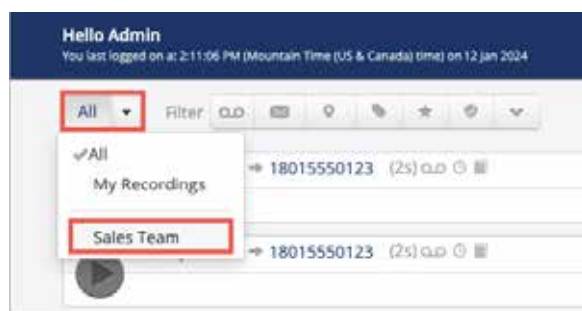 Hello Admin
You last logged on at 2:11:06 PM (Mountain Time (US & Canada) time) on 12 Jan 2024
All Filter
All
My Recordings
Sales Team
18015550123 (2s)
18015550123 (2s)